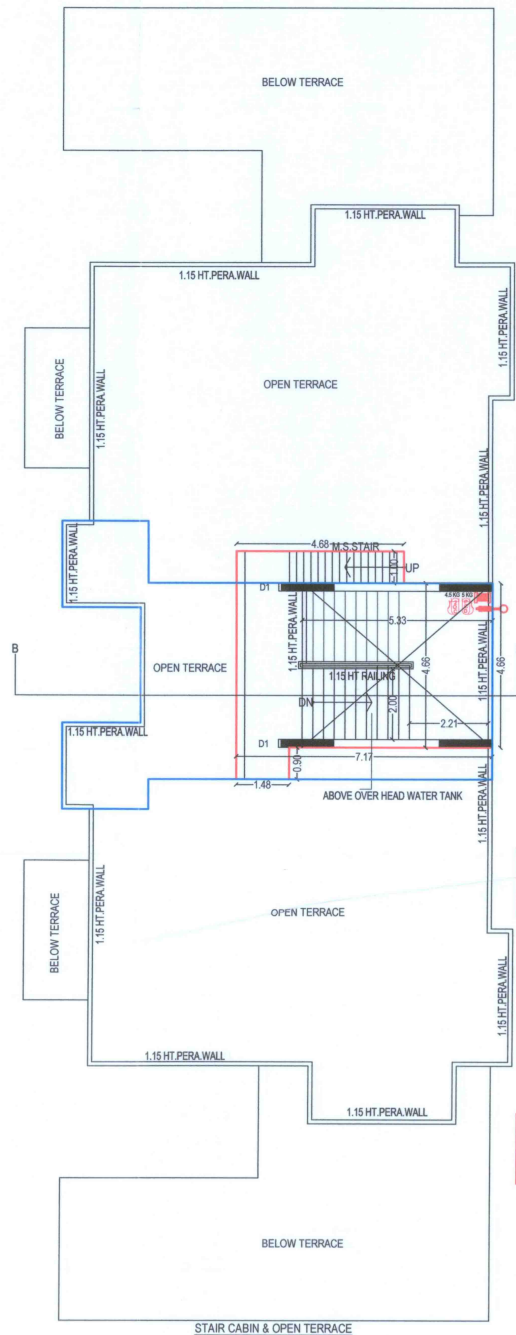 BELOW TERRACE
1.15 HT.PERA.WALL
1.15 HT.PERA.WALL
1.15 HT.PERA.WALL
BELOW TERRACE
1.15 HT.PERA.WALL
OPEN TERRACE
1.15 HT.PERA.WALL
4.68
M.S.STAIR
1.00
UP
1.15 HT.PERA.WALL
D1
4.5 KG
5.33
1.15 HT.PERA.WALL
4.66
1.15 HT.PERA.WALL
4.66
B
OPEN TERRACE
1.15 HT RAILING
DN
2.00
2.21
1.15 HT.PERA.WALL
D1
7.17
0.90
1.48
ABOVE OVER HEAD WATER TANK
1.15 HT.PERA.WALL
BELOW TERRACE
1.15 HT.PERA.WALL
OPEN TERRACE
1.15 HT.PERA.WALL
1.15 HT.PERA.WALL
1.15 HT.PERA.WALL
BELOW TERRACE
STAIR CABIN & OPEN TERRACE